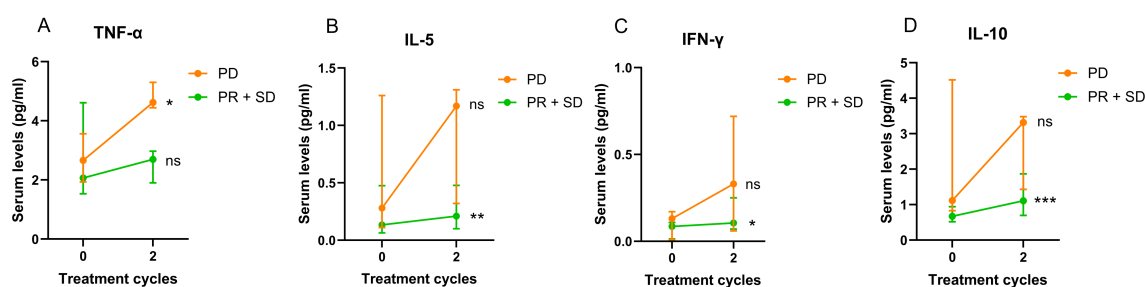 A
TNF-α
Serum levels (pg/ml)
6
4
2
0
0
2
Treatment cycles
PD
PR + SD
*
ns
B
IL-5
Serum levels (pg/ml)
1.5
1.0
0.5
0.0
0
2
Treatment cycles
PD
PR + SD
ns
**
C
IFN-γ
Serum levels (pg/ml)
1.0
0.5
0.0
0
2
Treatment cycles
PD
PR + SD
ns
*
D
IL-10
Serum levels (pg/ml)
5
4
3
2
1
0
0
2
Treatment cycles
PD
PR + SD
ns
***